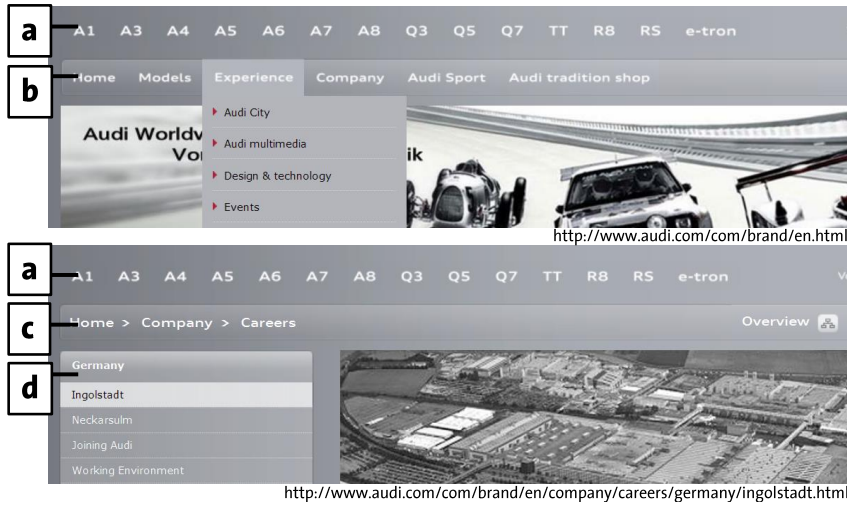 a
A1 A3 A4 A5 A6 A7 A8 Q3 Q5 Q7 TT R8 RS e-tron
b
Home Models Experience Company Audi Sport Audi tradition shop
Audi City
Audi multimedia
Design & technology
Events
Audi
Vo
ik
http://www.audi.com/com/brand/en.html
a
A1 A3 A4 A5 A6 A7 A8 Q3 Q5 Q7 TT R8 RS e-tron
c
Home > Company > Careers
Overview
d
Germany
Ingolstadt
Neckarsulm
Joining Audi
Working Environment
http://www.audi.com/com/brand/en/company/careers/germany/ingolstadt.html